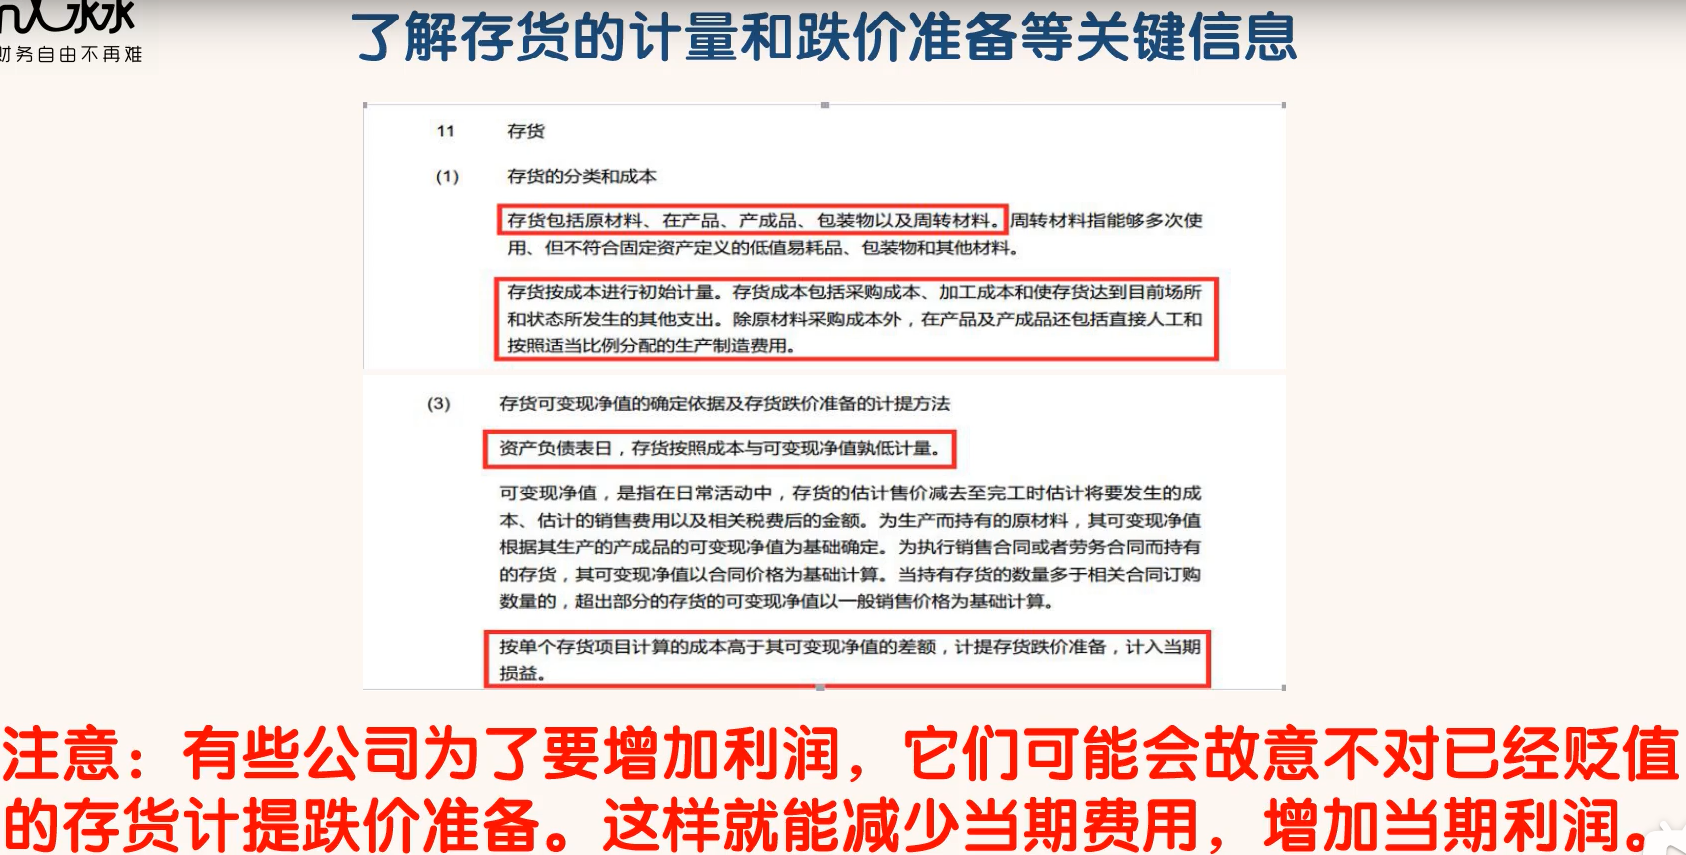 财务自由不再难
了解存货的计量和跌价准备等关键信息
11 存货
(1) 存货的分类和成本
存货包括原材料、在产品、产成品、包装物以及周转材料。周转材料指能够多次使
用、但不符合固定资产定义的低值易耗品、包装物和其他材料。
存货按成本进行初始计量。存货成本包括采购成本、加工成本和使存货达到目前场所
和状态所发生的其他支出。除原材料采购成本外，在产品及产成品还包括直接人工和
按照适当比例分配的生产制造费用。
(3) 存货可变现净值的确定依据及存货跌价准备的计提方法
资产负债表日，存货按照成本与可变现净值孰低计量。
可变现净值，是指在日常活动中，存货的估计售价减去至完工时估计将要发生的成
本、估计的销售费用以及相关税费后的金额。为生产而持有的原材料，其可变现净值
根据其生产的产成品的可变现净值为基础确定。为执行销售合同或者劳务合同而持有
的存货，其可变现净值以合同价格为基础计算。当持有存货的数量多于相关合同订购
数量的，超出部分的存货的可变现净值以一般销售价格为基础计算。
按单个存货项目计算的成本高于其可变现净值的差额，计提存货跌价准备，计入当期
损益。
注意：有些公司为了要增加利润，它们可能会故意不对已经贬值
的存货计提跌价准备。这样就能减少当期费用，增加当期利润。